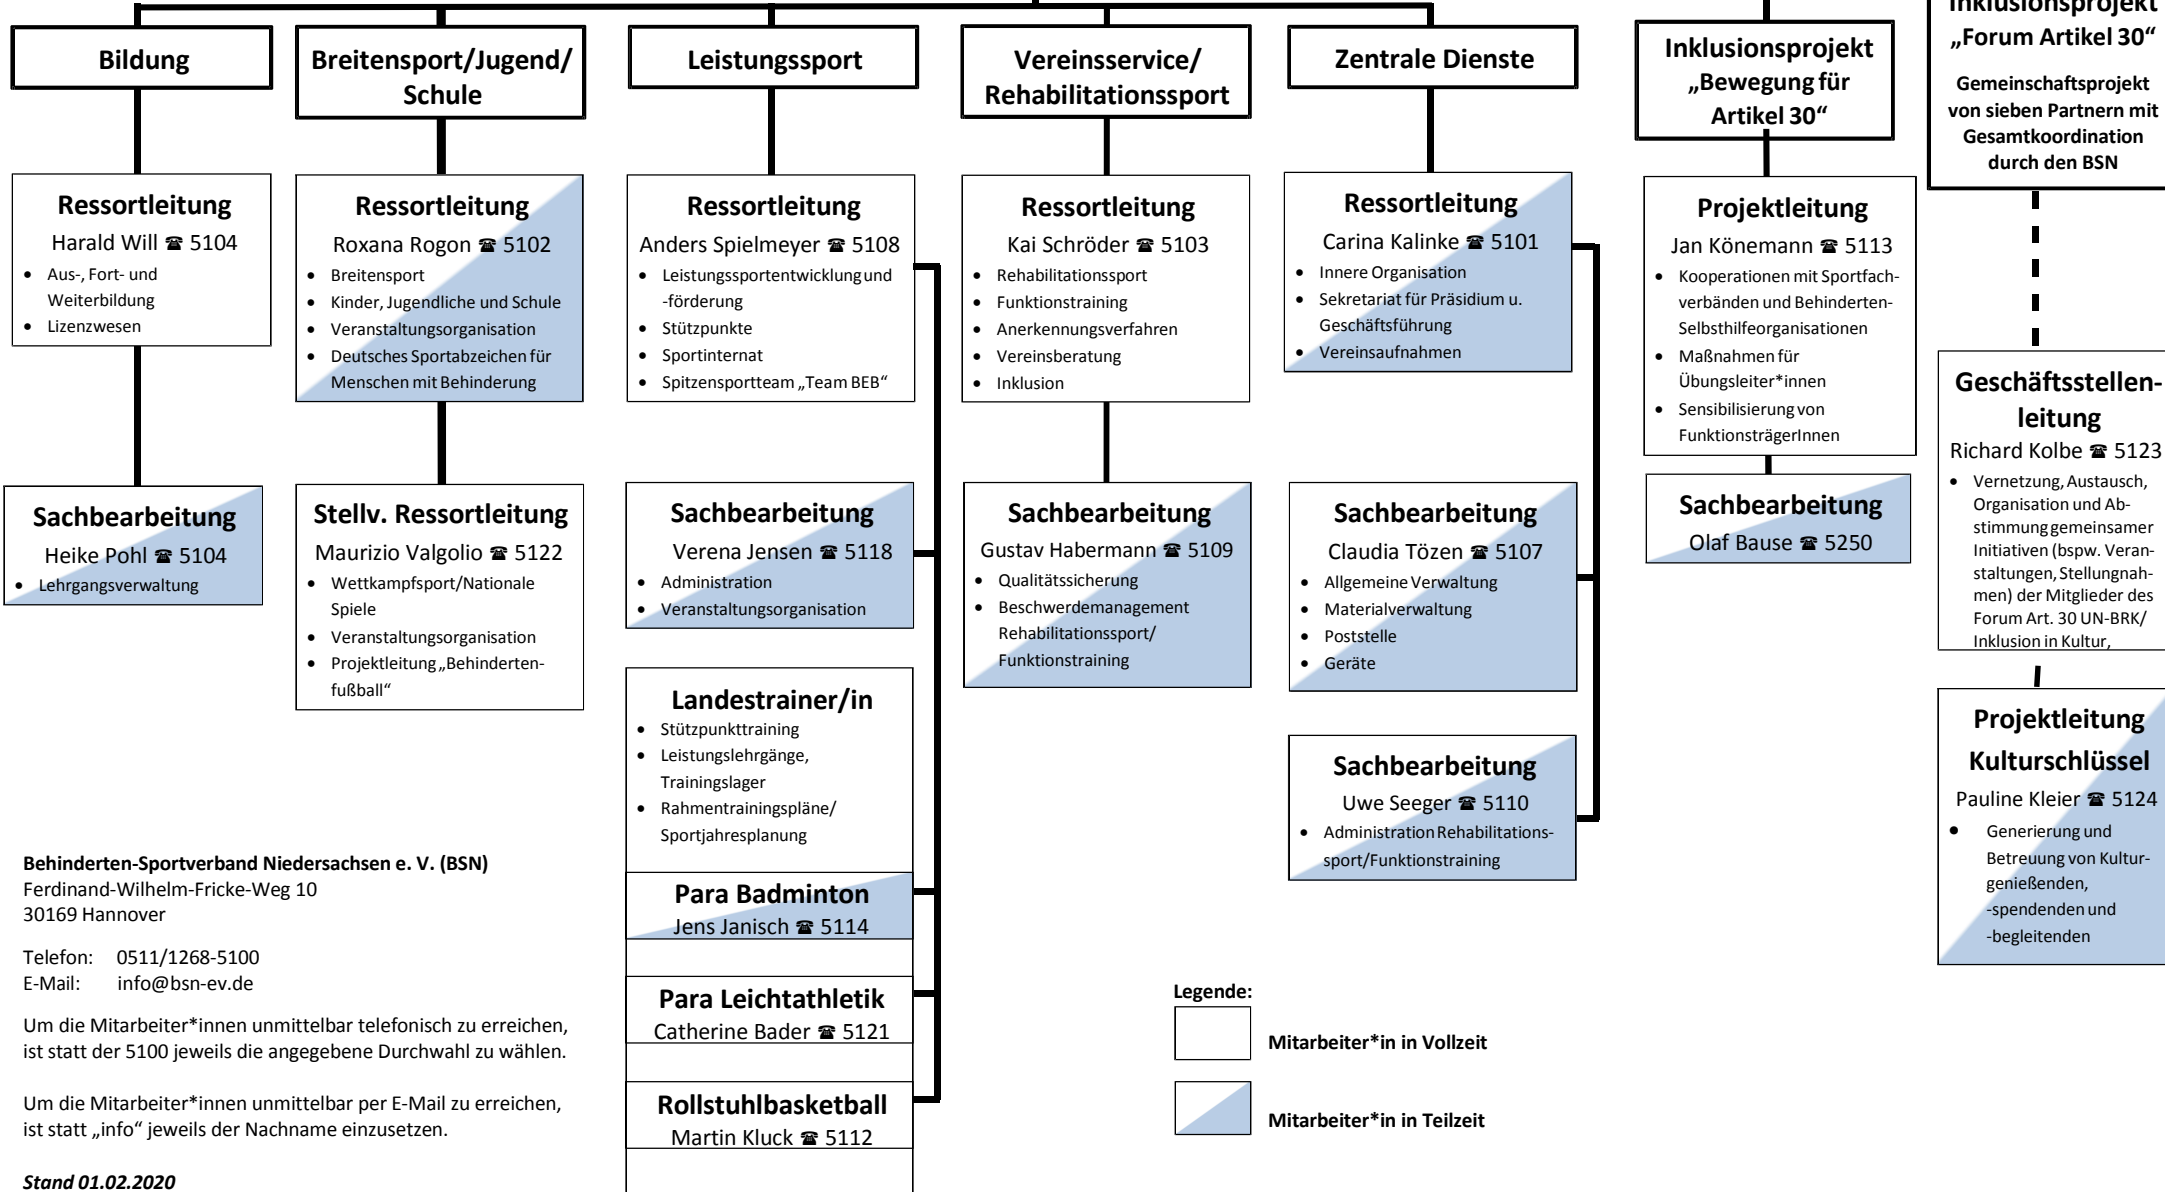 Bildung
Ressortleitung
Harald Will ☎ 5104
• Aus-, Fort- und
Weiterbildung
• Lizenzwesen
Sachbearbeitung
Heike Pohl ☎ 5104
• Lehrgangsverwaltung
Breitensport/Jugend/
Schule
Ressortleitung
Roxana Rogon ☎ 5102
• Breitensport
• Kinder, Jugendliche und Schule
• Veranstaltungsorganisation
• Deutsches Sportabzeichen für
Menschen mit Behinderung
Stellv. Ressortleitung
Maurizio Valgolio ☎ 5122
• Wettkampfsport/Nationale
Spiele
• Veranstaltungsorganisation
• Projektleitung „Behinderten-
fußball“
Leistungssport
Ressortleitung
Anders Spielmeyer ☎ 5108
• Leistungssportentwicklung und
-förderung
• Stützpunkte
• Sportinternat
• Spitzensportteam „Team BEB“
Sachbearbeitung
Verena Jensen ☎ 5118
• Administration
• Veranstaltungsorganisation
Landestrainer/in
• Stützpunkttraining
• Leistungslehrgänge,
Trainingslager
• Rahmentrainingspläne/
Sportjahresplanung
Para Badminton
Jens Janisch ☎ 5114
Para Leichtathletik
Catherine Bader ☎ 5121
Rollstuhlbasketball
Martin Kluck ☎ 5112
Vereinsservice/
Rehabilitationssport
Ressortleitung
Kai Schröder ☎ 5103
• Rehabilitationssport
• Funktionstraining
• Anerkennungsverfahren
• Vereinsberatung
• Inklusion
Sachbearbeitung
Gustav Habermann ☎ 5109
• Qualitätssicherung
• Beschwerdemanagement
Rehabilitationssport/
Funktionstraining
Zentrale Dienste
Ressortleitung
Carina Kalinke ☎ 5101
• Innere Organisation
• Sekretariat für Präsidium u.
Geschäftsführung
• Vereinsaufnahmen
Sachbearbeitung
Claudia Tözen ☎ 5107
• Allgemeine Verwaltung
• Materialverwaltung
• Poststelle
• Geräte
Sachbearbeitung
Uwe Seeger ☎ 5110
• Administration Rehabilitations-
sport/Funktionstraining
Inklusionsprojekt
„Bewegung für
Artikel 30“
Projektleitung
Jan Könemann ☎ 5113
• Kooperationen mit Sportfach-
verbänden und Behinderten-
Selbsthilfeorganisationen
• Maßnahmen für
Übungsleiter*innen
• Sensibilisierung von
FunktionsträgerInnen
Sachbearbeitung
Olaf Bause ☎ 5250
Inklusionsprojekt
„Forum Artikel 30“
Gemeinschaftsprojekt
von sieben Partnern mit
Gesamtkoordination
durch den BSN
Geschäftsstellen-
leitung
Richard Kolbe ☎ 5123
• Vernetzung, Austausch,
Organisation und Ab-
stimmung gemeinsamer
Initiativen (bspw. Veran-
staltungen, Stellungnah-
men) der Mitglieder des
Forum Art. 30 UN-BRK/
Inklusion in Kultur,
Projektleitung
Kulturschlüssel
Pauline Kleier ☎ 5124
• Generierung und
Betreuung von Kultur-
genießenden,
-spendenden und
-begleitenden
Behinderten-Sportverband Niedersachsen e. V. (BSN)
Ferdinand-Wilhelm-Fricke-Weg 10
30169 Hannover
Telefon: 0511/1268-5100
E-Mail: info@bsn-ev.de
Um die Mitarbeiter*innen unmittelbar telefonisch zu erreichen,
ist statt der 5100 jeweils die angegebene Durchwahl zu wählen.
Um die Mitarbeiter*innen unmittelbar per E-Mail zu erreichen,
ist statt „info“ jeweils der Nachname einzusetzen.
Stand 01.02.2020
Legende:
Mitarbeiter*in in Vollzeit
Mitarbeiter*in in Teilzeit